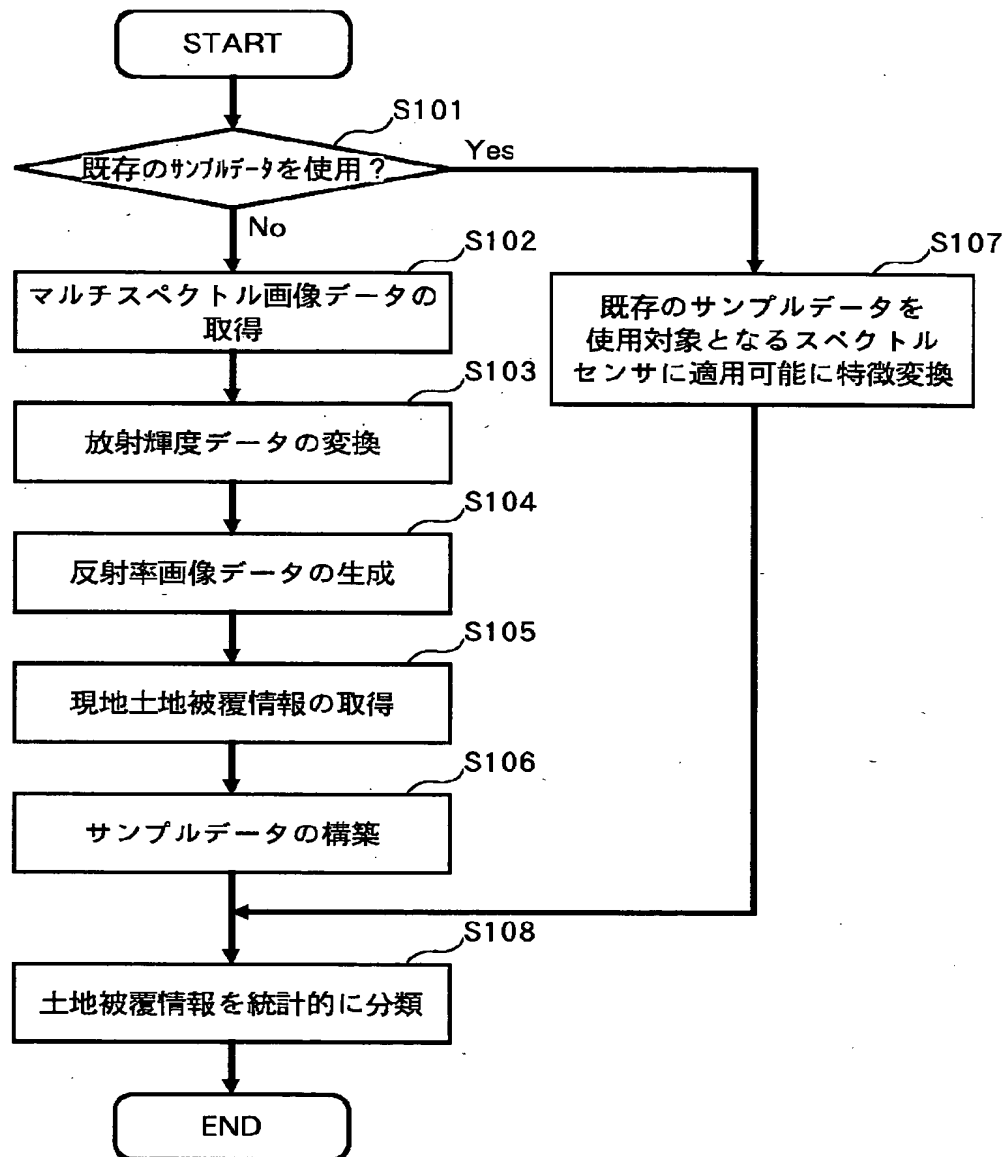 START
S101
既存のサンプルデータを使用？
Yes
No
S102
マルチスペクトル画像データの
取得
S103
放射輝度データの変換
S104
反射率画像データの生成
S105
現地土地被覆情報の取得
S106
サンプルデータの構築
S107
既存のサンプルデータを
使用対象となるスペクトル
センサに適用可能に特徴変換
S108
土地被覆情報を統計的に分類
END